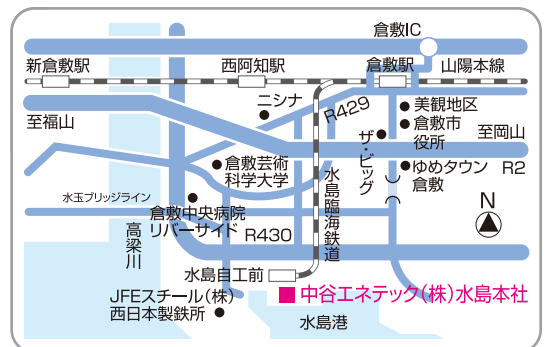 倉敷IC
新倉敷駅
西阿知駅
倉敷駅
山陽本線
ニシナ
R429
美観地区
倉敷市
役所
至福山
ザ・ビッグ
至岡山
倉敷芸術
科学大学
ゆめタウン
倉敷
R2
水玉ブリッジライン
水島臨海鉄道
N
倉敷中央病院
リバーサイド
R430
高梁川
水島自工前
中谷エネテック(株)水島本社
JFEスチール(株)
西日本製鉄所
水島港